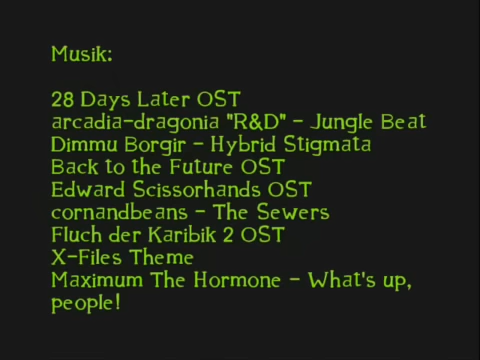 Musik:
28 Days Later OST
arcadia-dragonia "R&D" - Jungle Beat
Dimmu Borgir - Hybrid Stigmata
Back to the Future OST
Edward Scissorhands OST
cornandbeans - The Sewers
Fluch der Karibik 2 OST
X-Files Theme
Maximum The Hormone - What's up,
people!